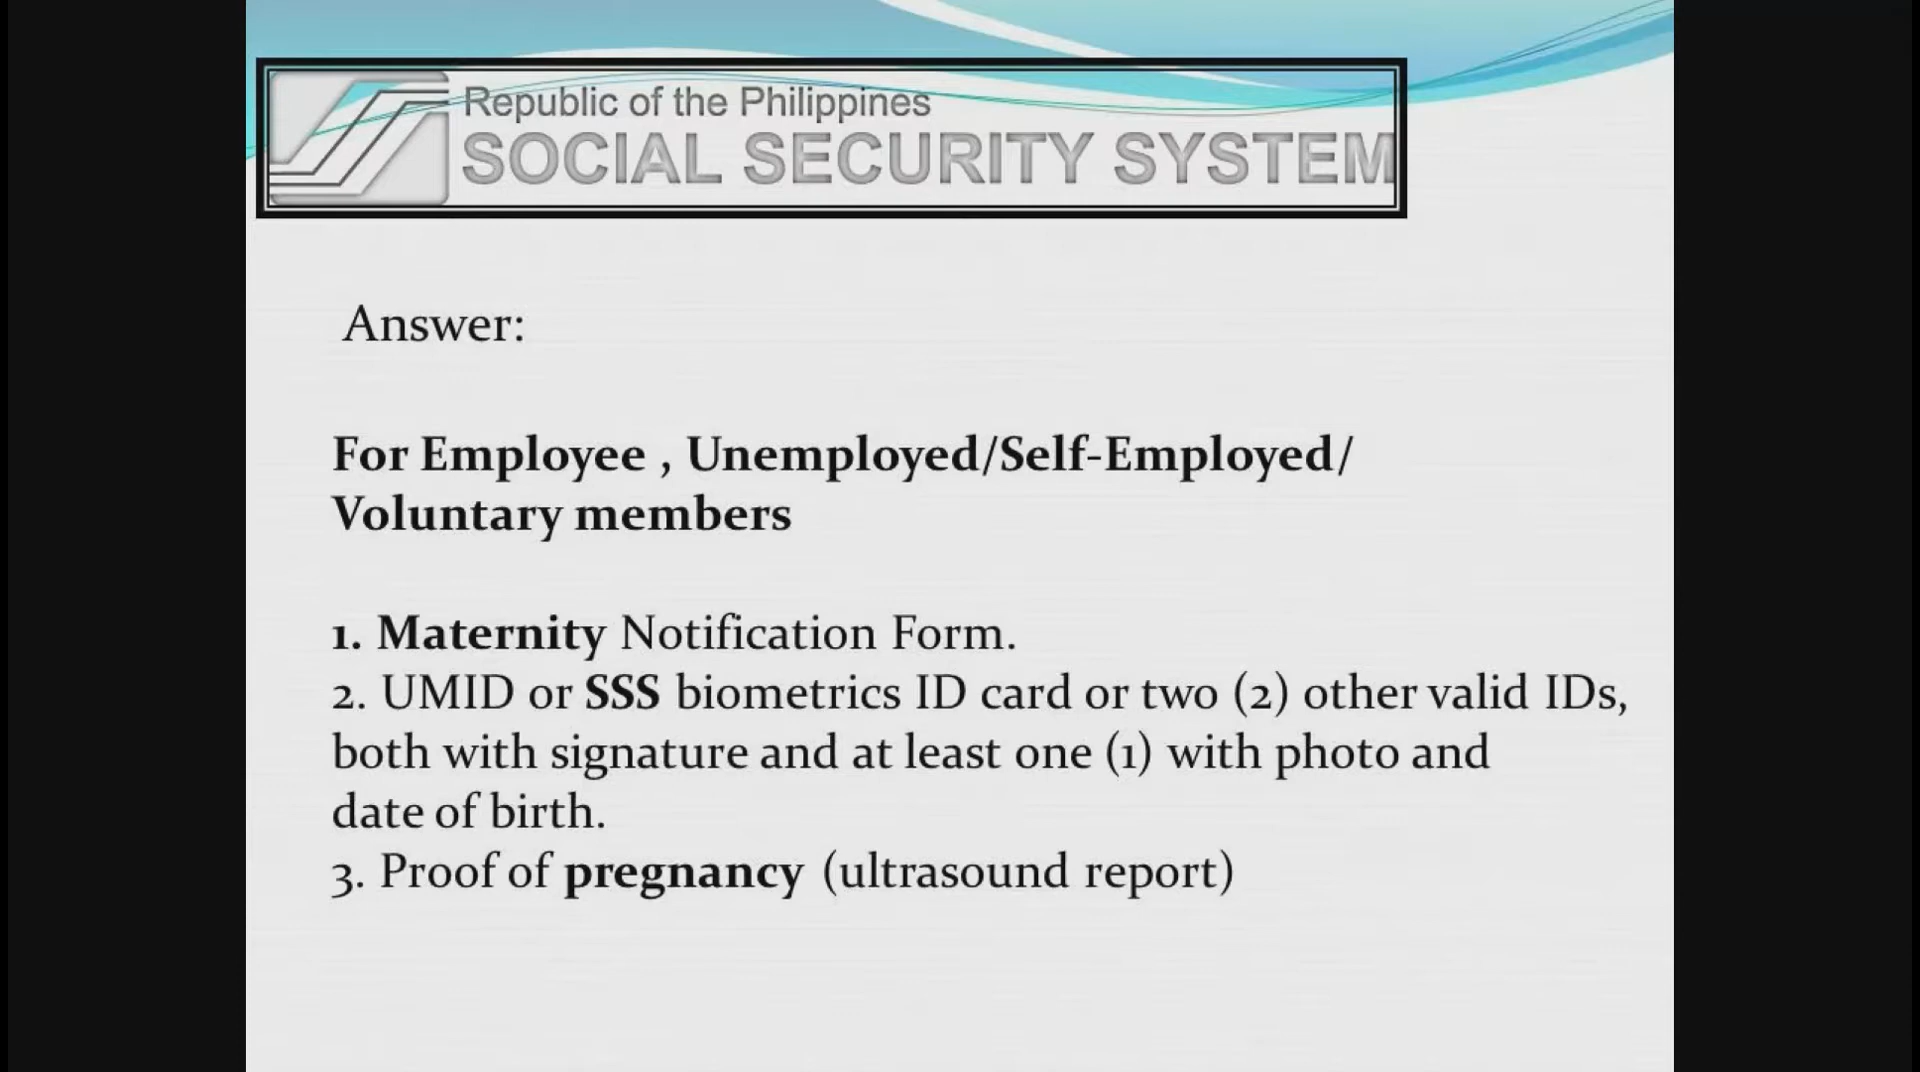 Republic of the Philippines
SOCIAL SECURITY SYSTEM
Answer:
For Employee , Unemployed/Self-Employed/
Voluntary members
1. Maternity Notification Form.
2. UMID or SSS biometrics ID card or two (2) other valid IDs,
both with signature and at least one (1) with photo and
date of birth.
3. Proof of pregnancy (ultrasound report)